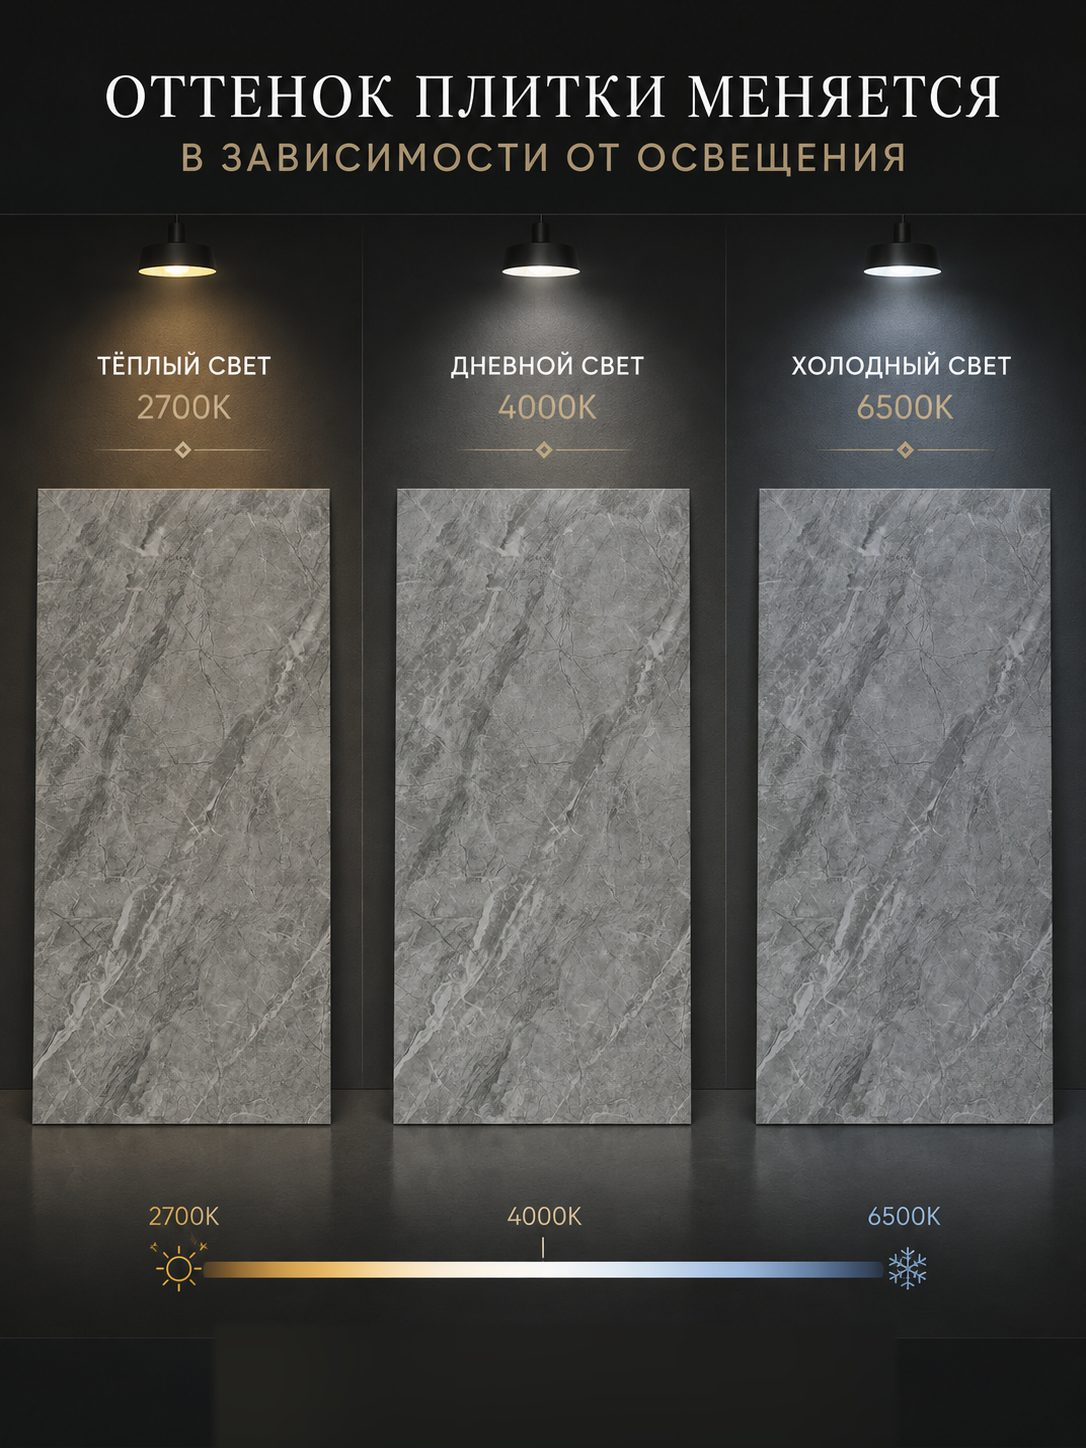 ОТТЕНОК ПЛИТКИ МЕНЯЕТСЯ
В ЗАВИСИМОСТИ ОТ ОСВЕЩЕНИЯ
ТЁПЛЫЙ СВЕТ
2700K
ДНЕВНОЙ СВЕТ
4000K
ХОЛОДНЫЙ СВЕТ
6500K
2700K
4000K
6500K